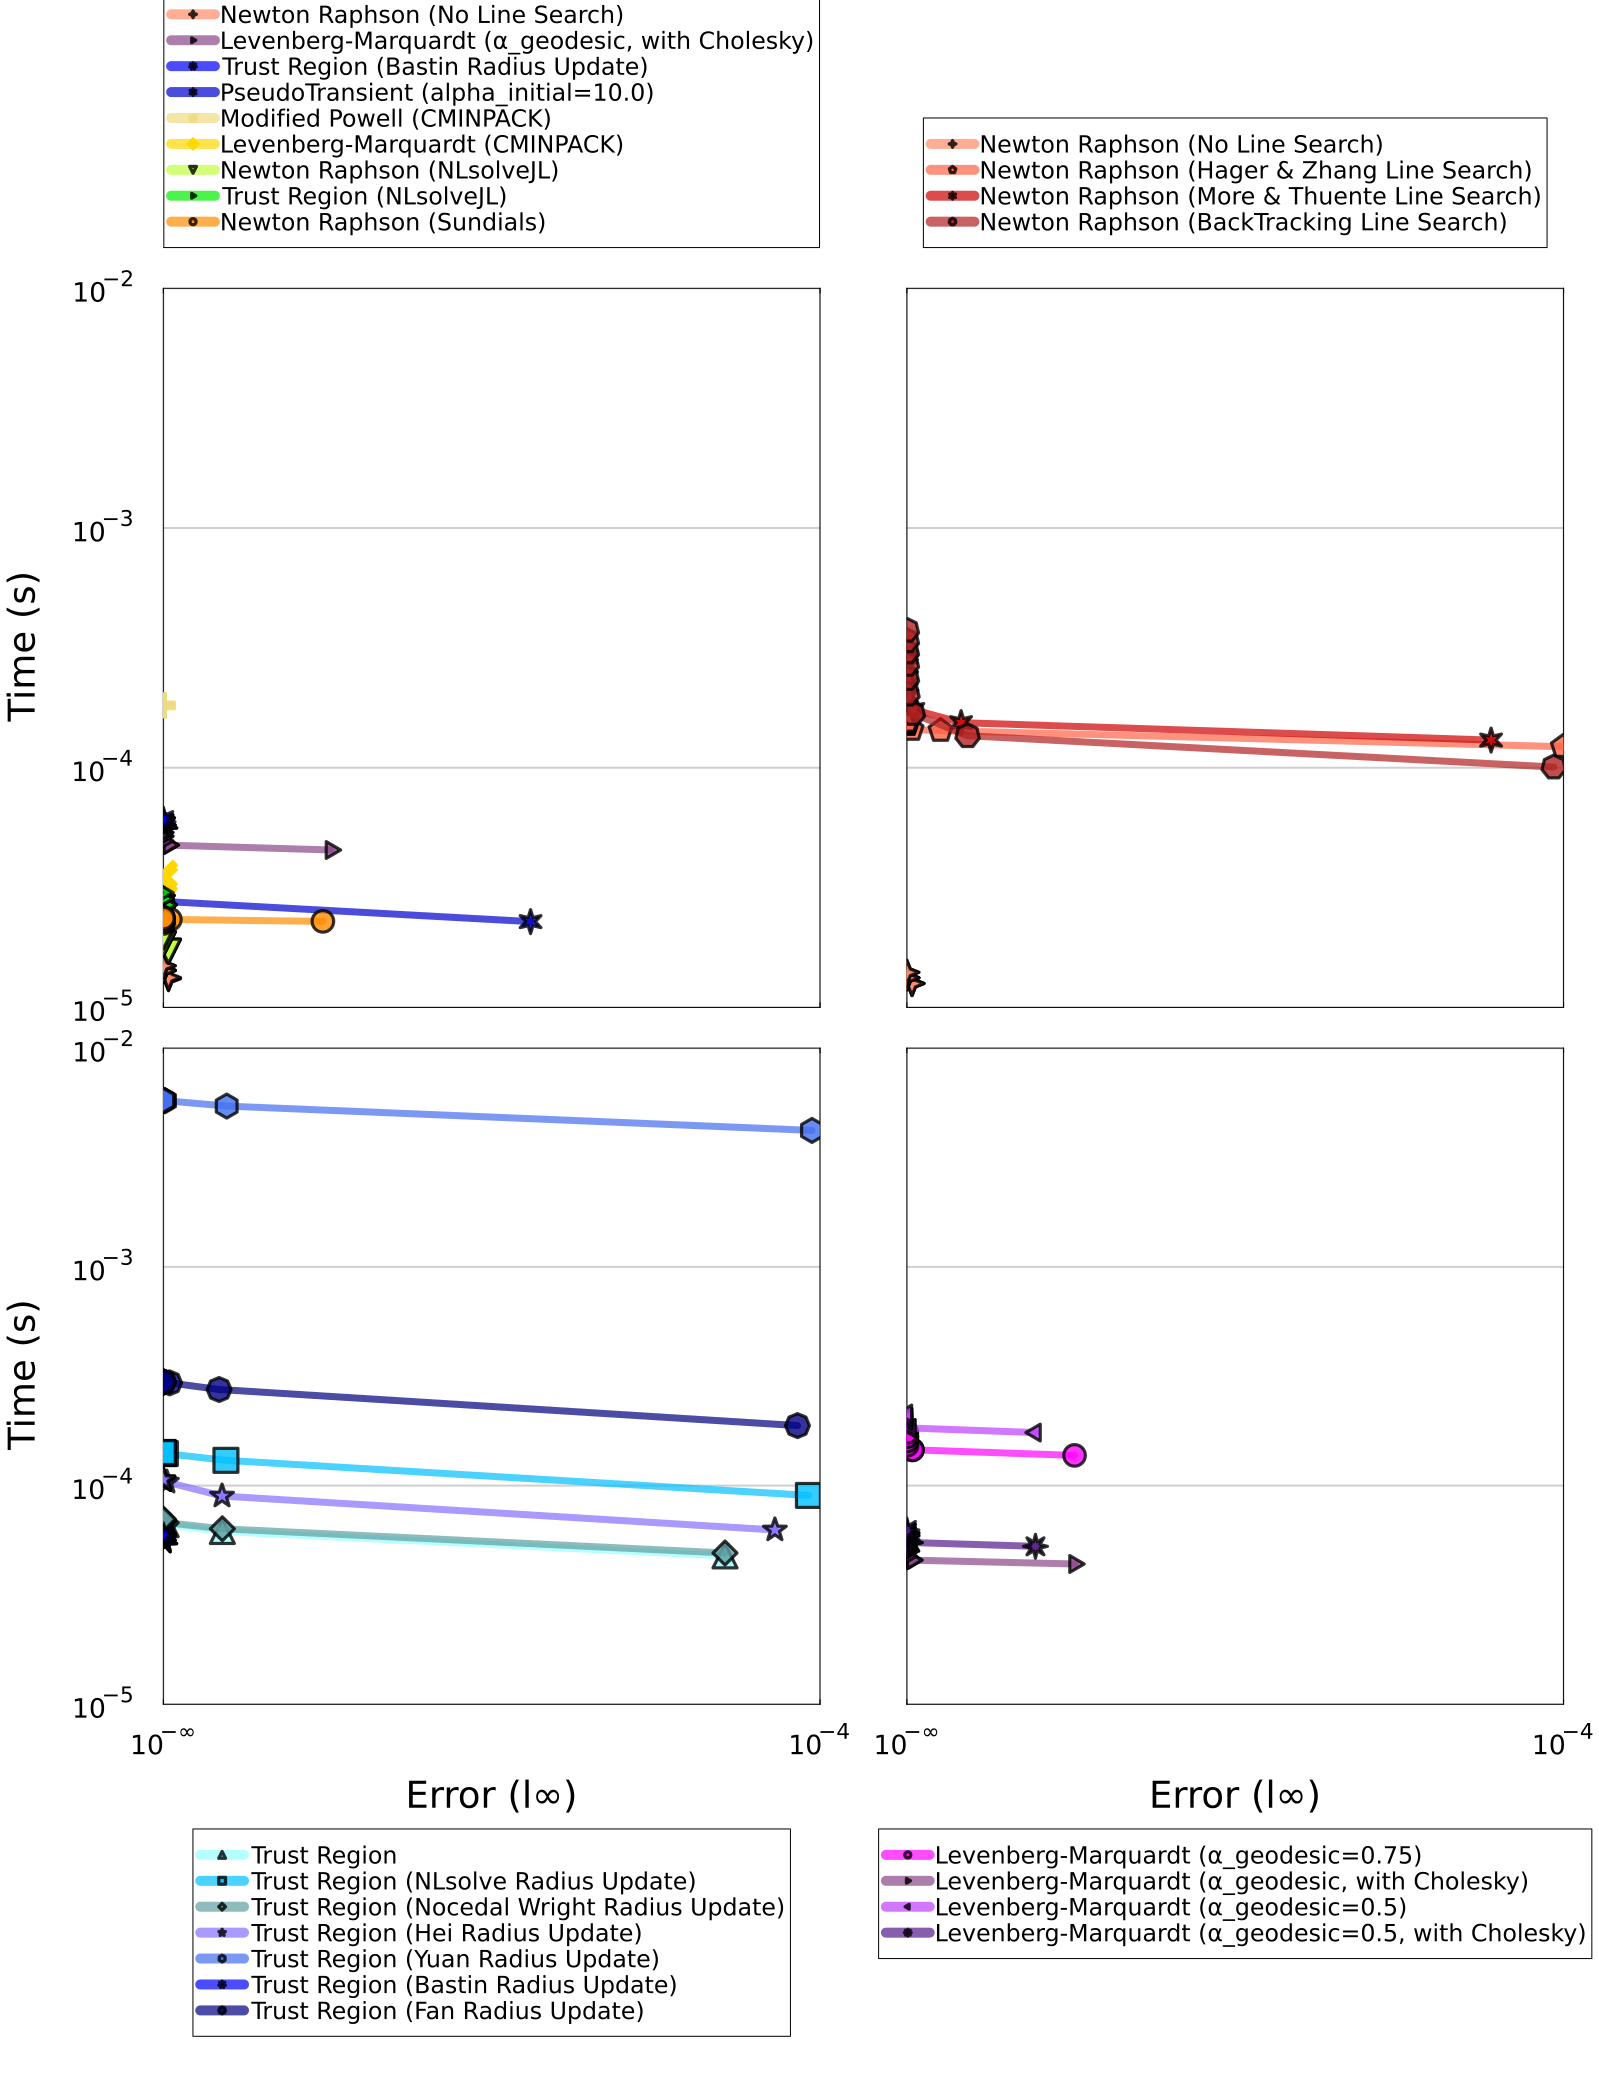 Newton Raphson (No Line Search)
Levenberg-Marquardt (α_geodesic, with Cholesky)
Trust Region (Bastin Radius Update)
PseudoTransient (alpha_initial=10.0)
Modified Powell (CMINPACK)
Levenberg-Marquardt (CMINPACK)
Newton Raphson (NLsolveJL)
Trust Region (NLsolveJL)
Newton Raphson (Sundials)
Newton Raphson (No Line Search)
Newton Raphson (Hager & Zhang Line Search)
Newton Raphson (More & Thuente Line Search)
Newton Raphson (BackTracking Line Search)
10⁻²
10⁻³
10⁻⁴
10⁻⁵
Time (s)
10⁻²
10⁻³
10⁻⁴
10⁻⁵
Time (s)
10^−∞
10⁻⁴
10^−∞
10⁻⁴
Error (l∞)
Error (l∞)
Trust Region
Trust Region (NLsolve Radius Update)
Trust Region (Nocedal Wright Radius Update)
Trust Region (Hei Radius Update)
Trust Region (Yuan Radius Update)
Trust Region (Bastin Radius Update)
Trust Region (Fan Radius Update)
Levenberg-Marquardt (α_geodesic=0.75)
Levenberg-Marquardt (α_geodesic, with Cholesky)
Levenberg-Marquardt (α_geodesic=0.5)
Levenberg-Marquardt (α_geodesic=0.5, with Cholesky)